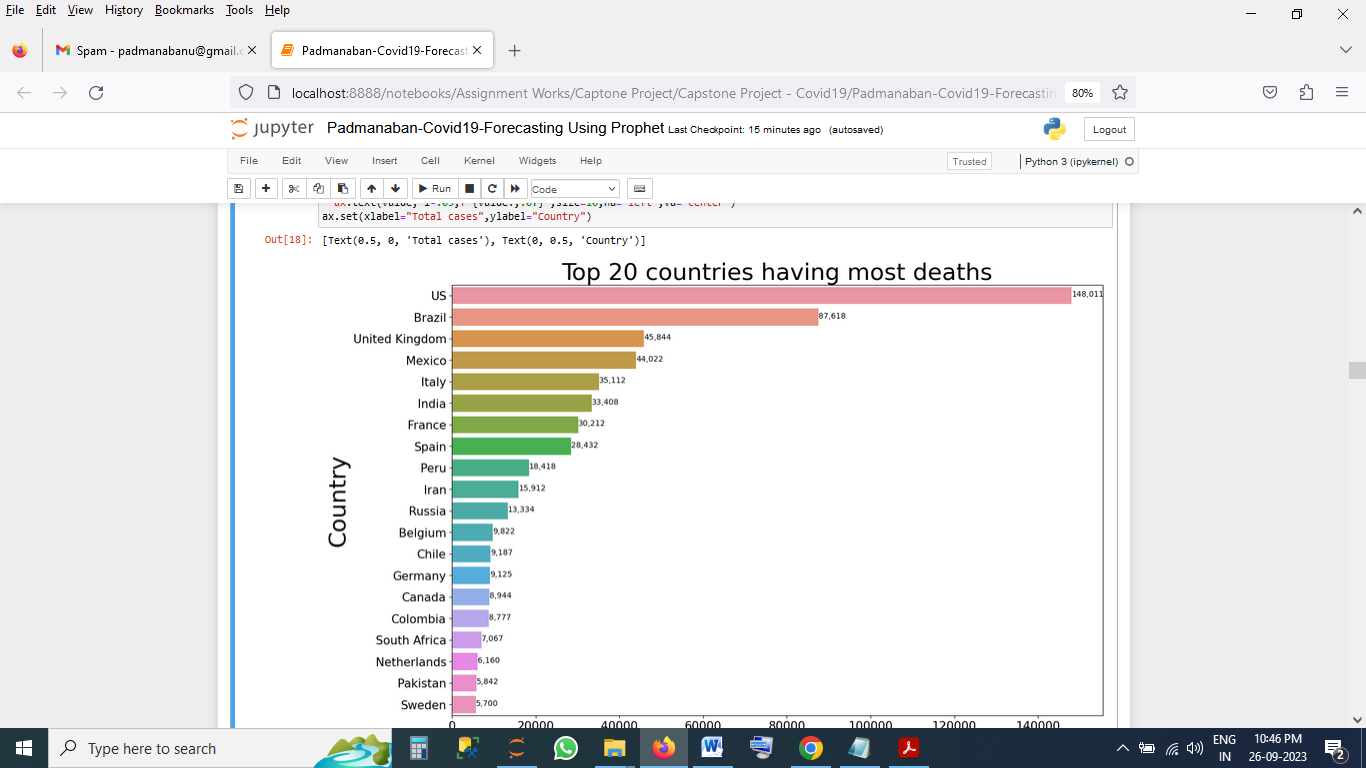 File Edit View History Bookmarks Tools Help
Spam - padmanabanu@gmail.c
Padmanaban-Covid19-Forecast
localhost:8888/notebooks/Assignment Works/Captone Project/Capstone Project - Covid19/Padmanaban-Covid19-Forecastin 80%
jupyter Padmanaban-Covid19-Forecasting Using Prophet Last Checkpoint: 15 minutes ago (autosaved) Logout
File Edit View Insert Cell Kernel Widgets Help Trusted Python 3 (ipykernel)
Run Code
ax.set(xlabel="Total cases",ylabel="Country")
Out[18]: [Text(0.5, 0, 'Total cases'), Text(0, 0.5, 'Country')]
Top 20 countries having most deaths
US 148,011
Brazil 87,618
United Kingdom 45,844
Mexico 44,022
Italy 35,112
India 33,408
France 30,212
Spain 28,432
Peru 18,418
Iran 15,912
Russia 13,334
Belgium 9,822
Chile 9,187
Germany 9,125
Canada 8,944
Colombia 8,777
South Africa 7,067
Netherlands 6,160
Pakistan 5,842
Sweden 5,700
Country
0 20000 40000 60000 80000 100000 120000 140000
Type here to search
ENG 10:46 PM
IN 26-09-2023
2